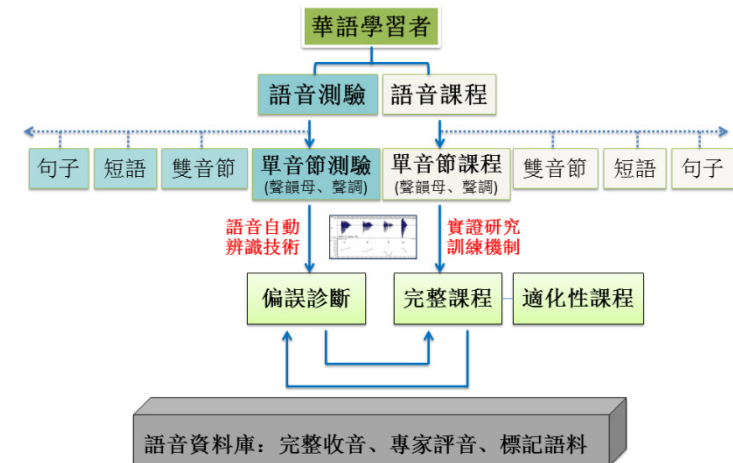 華語學習者
語音測驗
語音課程
句子
短語
雙音節
單音節測驗
(聲韻母、聲調)
單音節課程
(聲韻母、聲調)
雙音節
短語
句子
語音自動
辨識技術
實證研究
訓練機制
偏誤診斷
完整課程
適化性課程
語音資料庫：完整收音、專家評音、標記語料